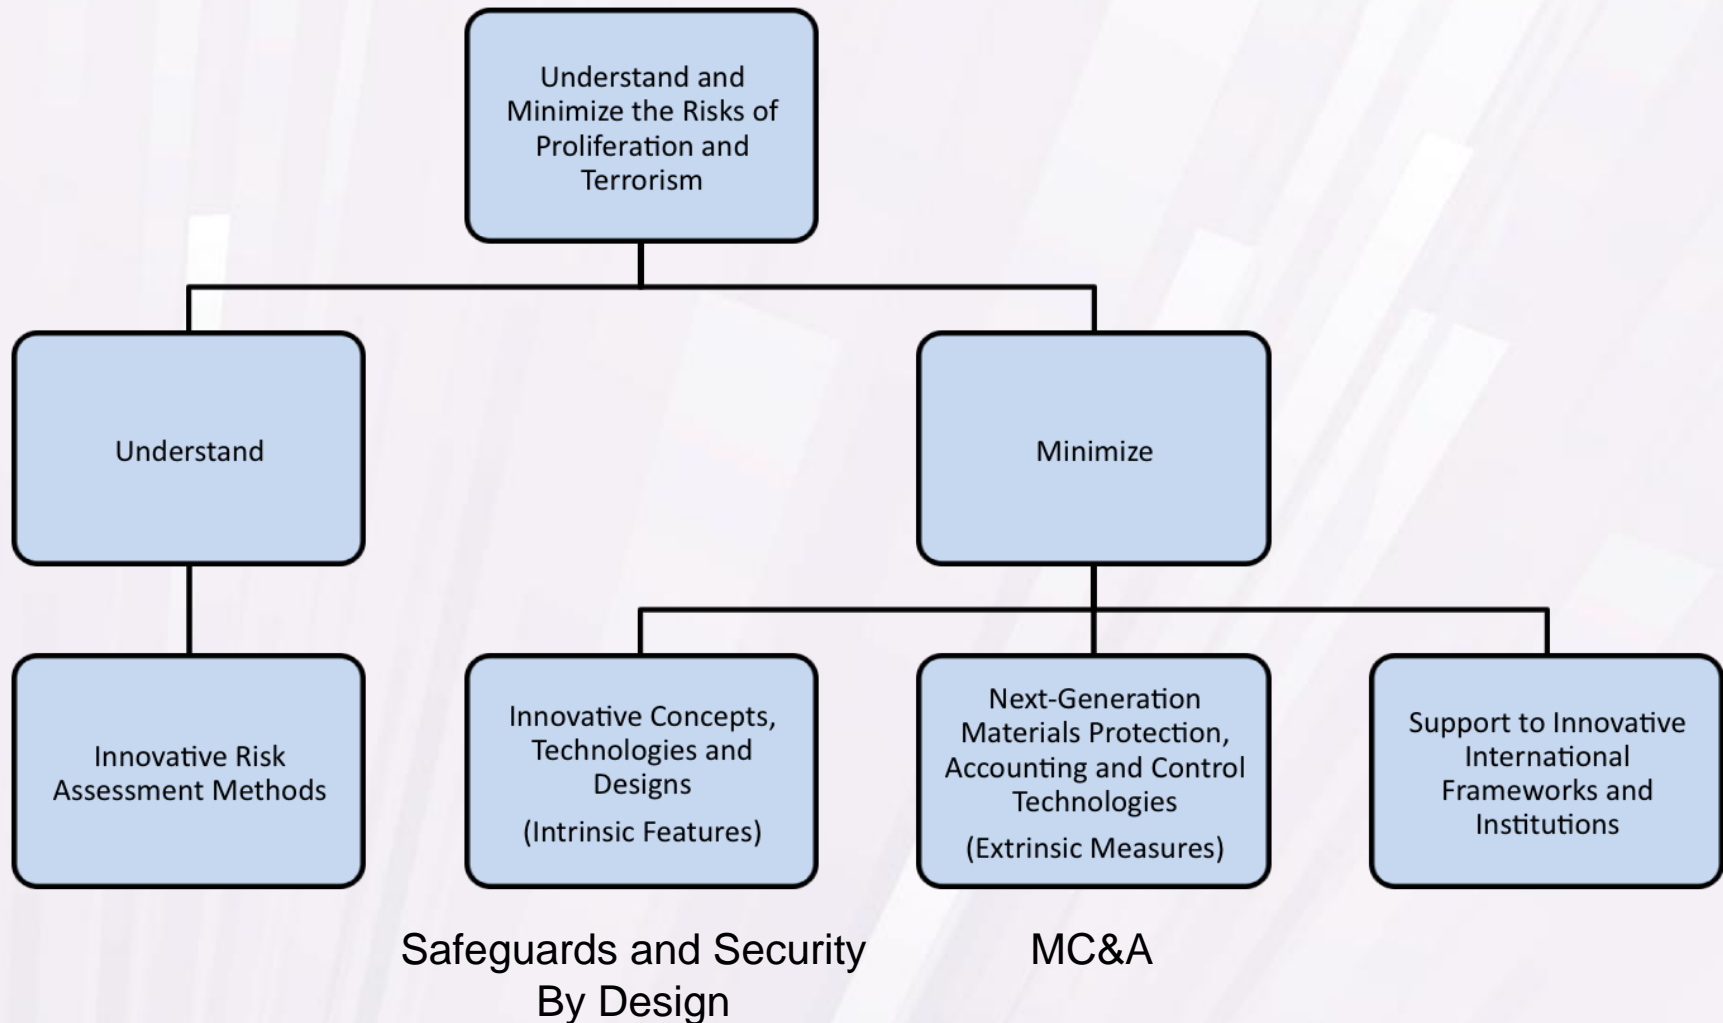 Understand and
Minimize the Risks of
Proliferation and
Terrorism
Understand
Minimize
Innovative Risk
Assessment Methods
Innovative Concepts,
Technologies and
Designs
(Intrinsic Features)
Next-Generation
Materials Protection,
Accounting and Control
Technologies
(Extrinsic Measures)
Support to Innovative
International
Frameworks and
Institutions
Safeguards and Security
By Design
MC&A